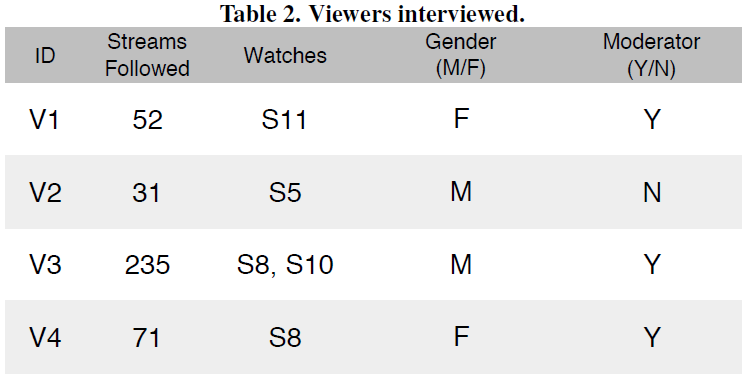 Table 2. Viewers interviewed.
ID Streams Followed Watches Gender (M/F) Moderator (Y/N)
V1 52 S11 F Y
V2 31 S5 M N
V3 235 S8, S10 M Y
V4 71 S8 F Y